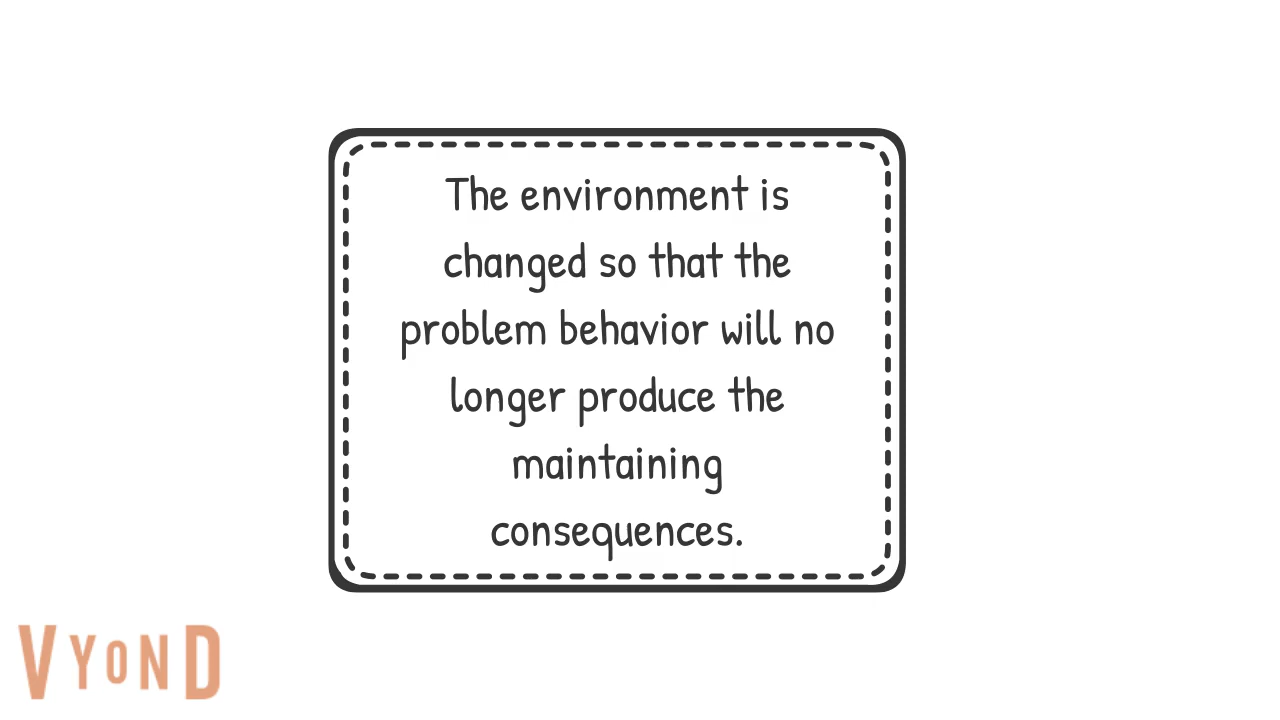 The environment is
changed so that the
problem behavior will no
longer produce the
maintaining
consequences.
VYOND